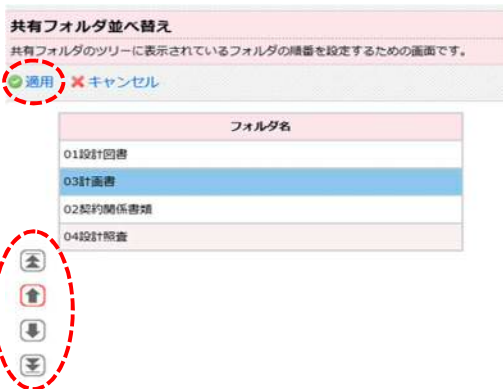 共有フォルダ並べ替え
共有フォルダのツリーに表示されているフォルダの順番を設定するための画面です。
適用 キャンセル
フォルダ名
01設計図書
03計画書
02契約関係書類
04設計照査